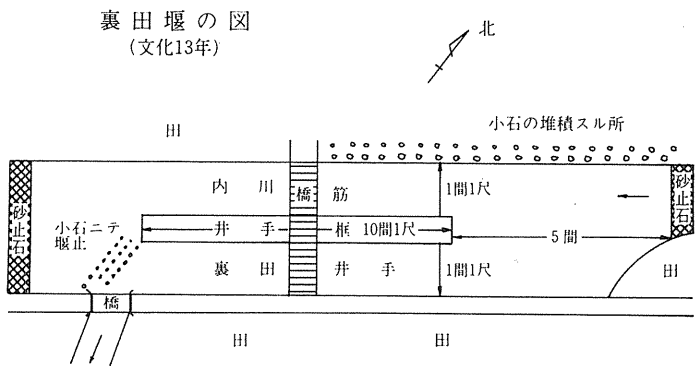 裏田堰の図
(文化13年)
北
田
小石の堆積スル所
内川 橋 筋
1間1尺
砂止石
砂止石
小石ニテ
堰止
井手 框 10間1尺
5間
裏田 井手
1間1尺
田
橋
田
田